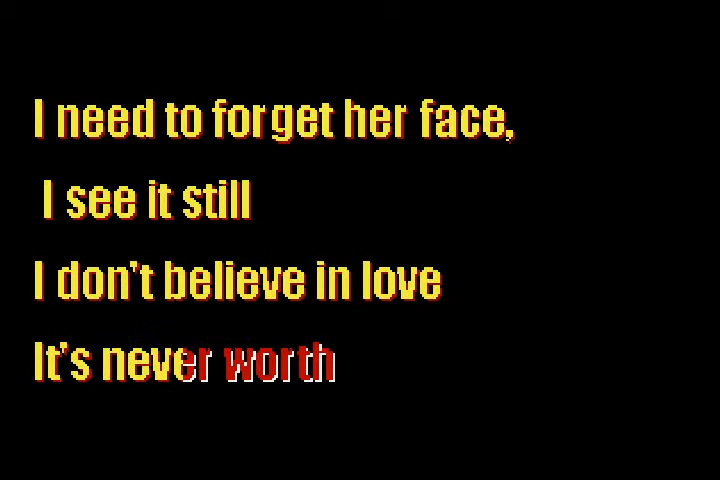 I need to forget her face,
I see it still
I don't believe in love
It's never worth